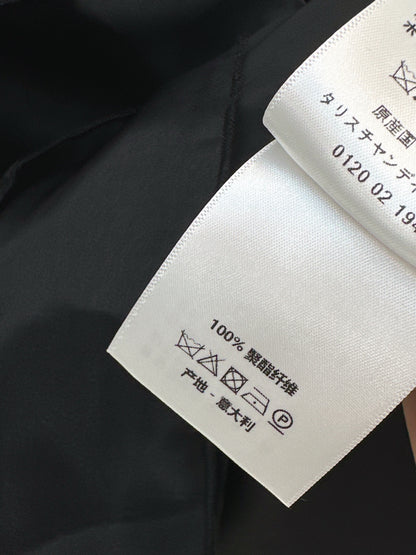 原産国
タリスチャンディ
0120 02 194
100% 聚酯纤维
P
产地 - 意大利